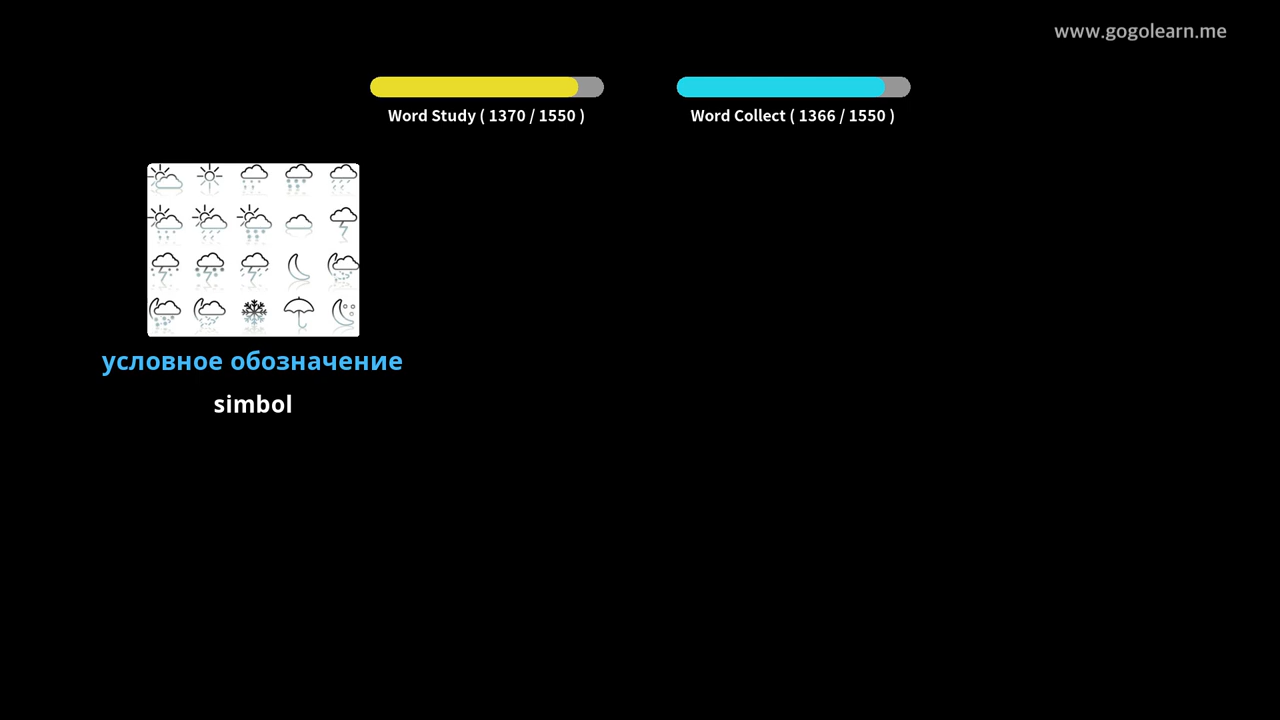 www.gogolearn.me
Word Study ( 1370 / 1550 )
Word Collect ( 1366 / 1550 )
условное обозначение
simbol